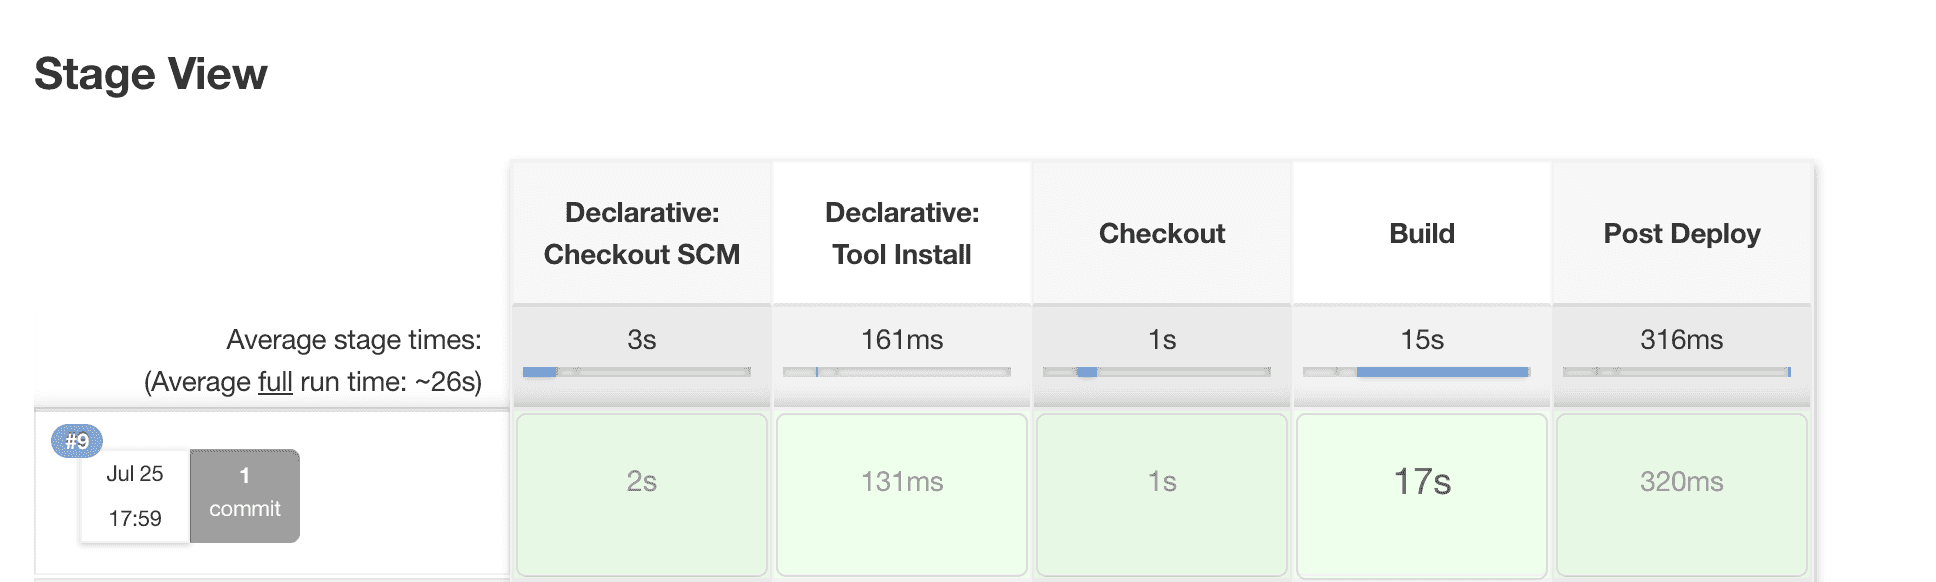 Stage View
Declarative:
Checkout SCM
Declarative:
Tool Install
Checkout
Build
Post Deploy
Average stage times:
(Average full run time: ~26s)
3s
161ms
1s
15s
316ms
#9
Jul 25
17:59
1
commit
2s
131ms
1s
17s
320ms